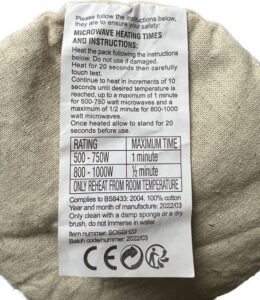 Please follow the instructions below,
they are to ensure your safety:
MICROWAVE HEATING TIMES
AND INSTRUCTIONS:
Heat the pack following the instructions
below. Do not use if damaged.
Heat for 20 seconds then carefully
touch test.
Continue to heat in increments of 10
seconds until desired temperature is
reached, up to a maximum of 1 minute
for 500-750 watt microwaves and a
maximum of 1/2 minute for 800-1000
watt microwaves.
Once heated allow to stand for 20
seconds before use.
RATING MAXIMUM TIME
500 - 750W 1 minute
800 - 1000W ½ minute
ONLY REHEAT FROM ROOM TEMPERATURE
Complies to BS8433: 2004. 100% cotton
Year and month of manufacture: 2022/03
Only clean with a damp sponge or a dry
brush, do not immerse in water.
Item number: SOSBH22
Batch code/number: 2022/03
CE